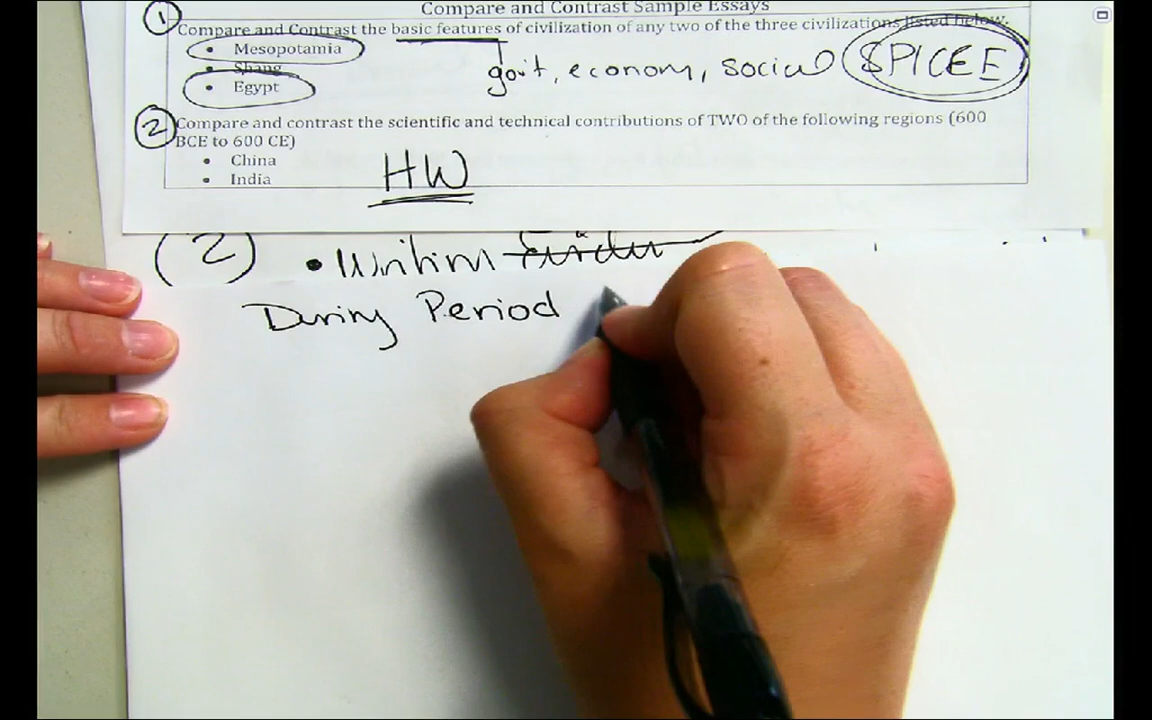 Compare and Contrast Sample Essays
1 Compare and Contrast the basic features of civilization of any two of the three civilizations listed below.
• Mesopotamia
• Shang
• Egypt
gov't, econom, social SPICEE
2 Compare and contrast the scientific and technical contributions of TWO of the following regions (600
BCE to 600 CE)
• China
• India
HW
(2) •
During Period